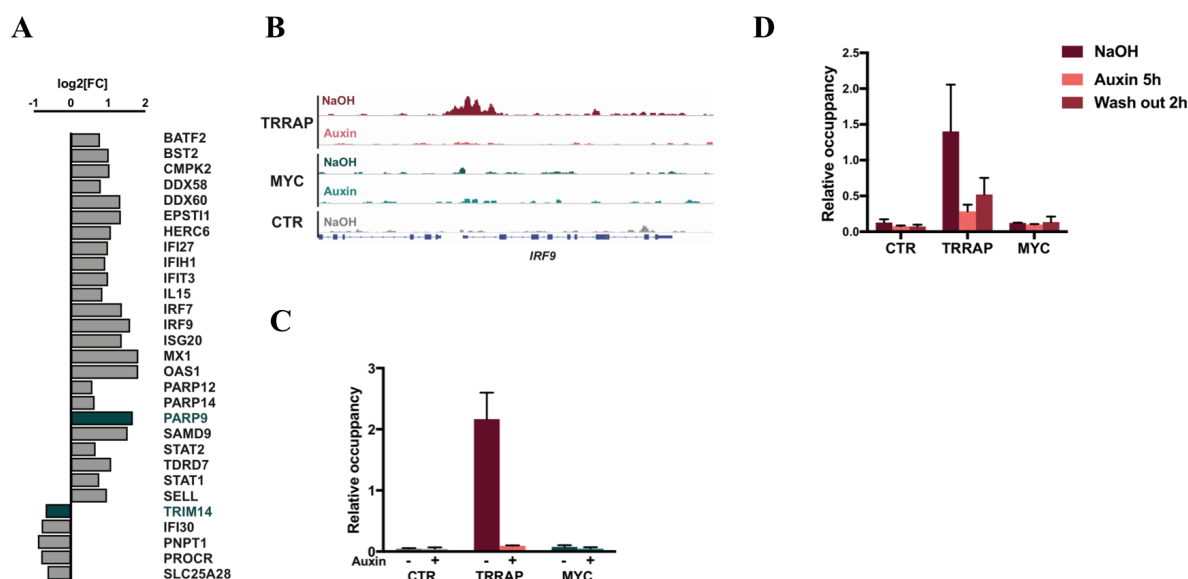 A
log2[FC]
-1 0 1 2
BATF2
BST2
CMPK2
DDX58
DDX60
EPSTI1
HERC6
IFI27
IFIH1
IFIT3
IL15
IRF7
IRF9
ISG20
MX1
OAS1
PARP12
PARP14
PARP9
SAMD9
STAT2
TDRD7
STAT1
SELL
TRIM14
IFI30
PNPT1
PROCR
SLC25A28
B
TRRAP
NaOH
Auxin
MYC
NaOH
Auxin
CTR
NaOH
IRF9
C
Relative occuppancy
3
2
1
0
Auxin - + - + - +
CTR TRRAP MYC
D
Relative occupancy
2.5
2.0
1.5
1.0
0.5
0.0
CTR TRRAP MYC
NaOH
Auxin 5h
Wash out 2h